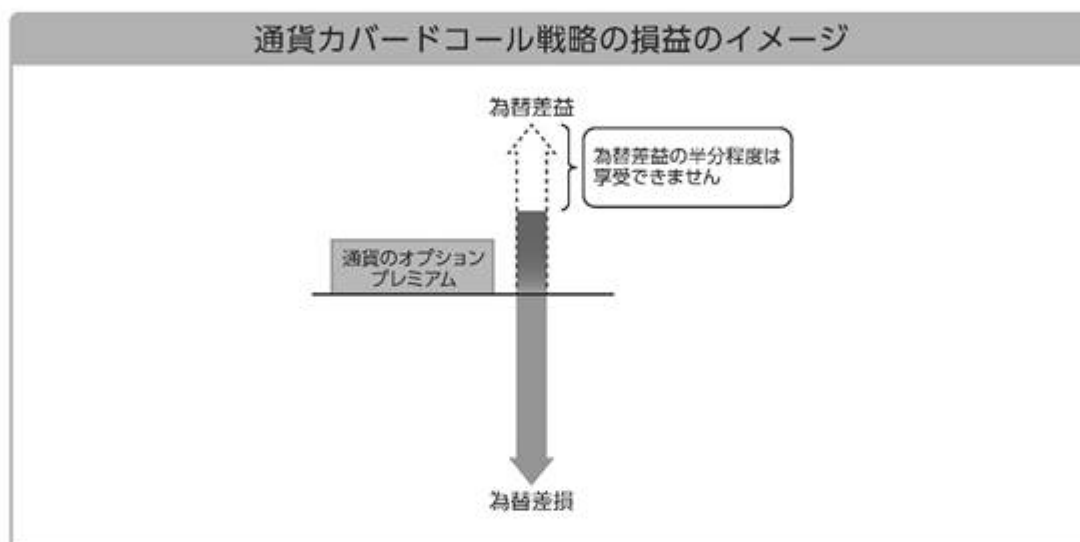 通貨カバードコール戦略の損益のイメージ
為替差益
為替差益の半分程度は
享受できません
通貨のオプション
プレミアム
為替差損